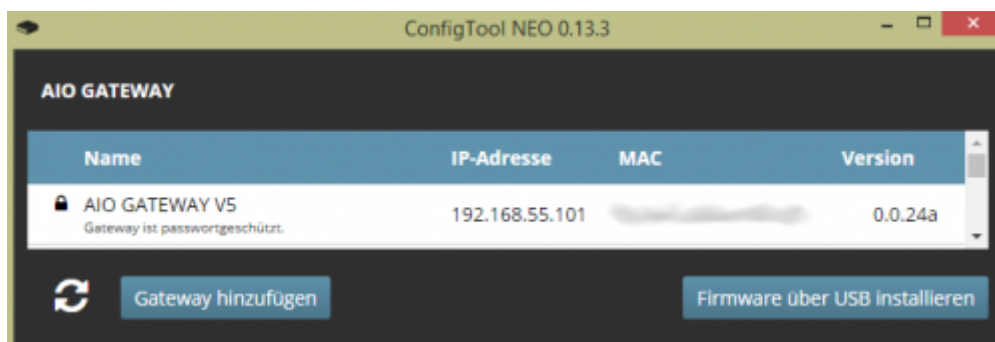 ConfigTool NEO 0.13.3
AIO GATEWAY
Name IP-Adresse MAC Version
AIO GATEWAY V5 192.168.55.101 0.0.24a
Gateway ist passwortgeschützt.
Gateway hinzufügen Firmware über USB installieren